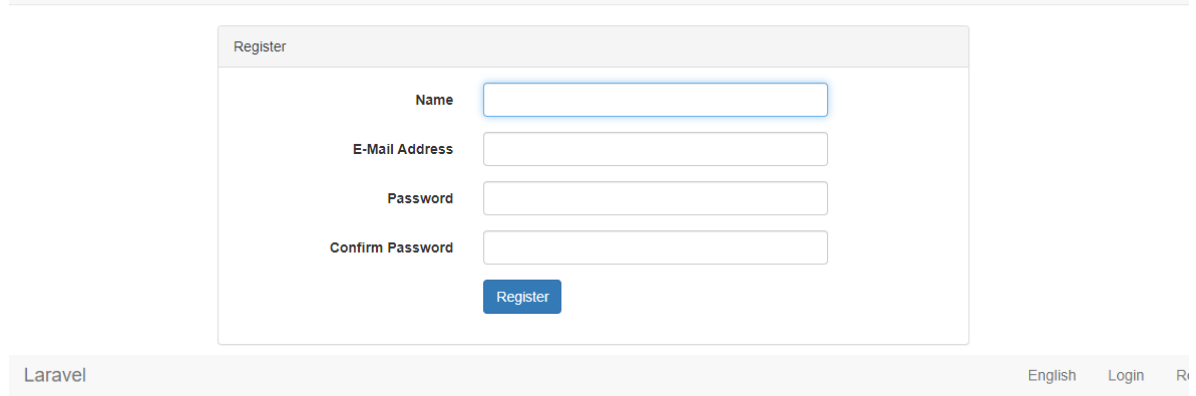 Register
Name
E-Mail Address
Password
Confirm Password
Register
Laravel English Login